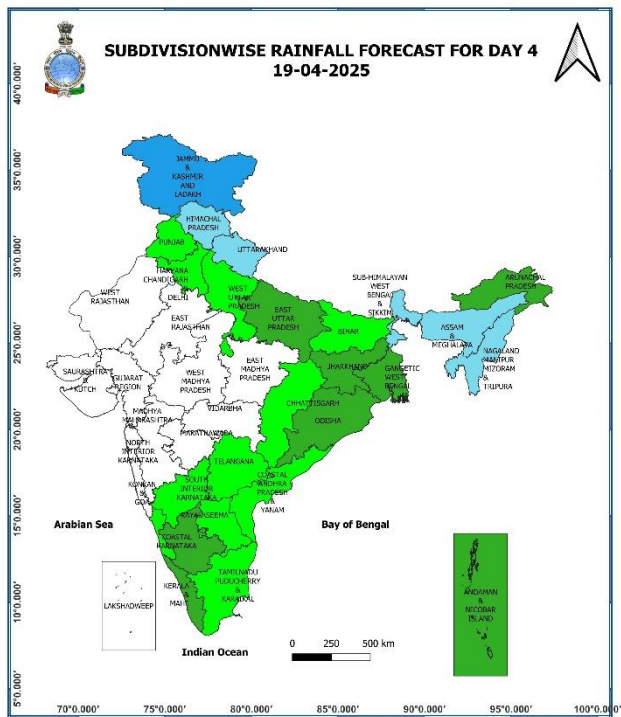 SUBDIVISIONWISE RAINFALL FORECAST FOR DAY 4
19-04-2025
40°0.000'
35°0.000'
30°0.000'
25°0.000'
20°0.000'
15°0.000'
10°0.000'
5°0.000'
JAMMU
&
KASHMIR
AND
LADAKH
HIMACHAL
PRADESH
PUNJAB
UTTARAKHAND
HARYANA
CHANDIGARH
DELHI
WEST
RAJASTHAN
WEST
UTTAR
PRADESH
EAST
RAJASTHAN
EAST
UTTAR
PRADESH
SUB-HIMALAYAN
WEST
BENGAL
&
SIKKIM
ARUNACHAL
PRADESH
BIHAR
ASSAM
&
MEGHALAYA
NAGALAND
MANIPUR
MIZORAM
&
TRIPURA
SAURASHTRA
&
KUTCH
GUJARAT
REGION
WEST
MADHYA
PRADESH
EAST
MADHYA
PRADESH
JHARKHAND
GANGETIC
WEST
BENGAL
MADHYA
MAHARASHTRA
VIDARBHA
CHHATTISGARH
ODISHA
MARATHAWADA
NORTH
INTERIOR
KARNATAKA
TELANGANA
KONKAN
&
GOA
SOUTH
INTERIOR
KARNATAKA
COASTAL
ANDHRA
PRADESH
&
YANAM
RAYALASEEMA
Arabian Sea
Bay of Bengal
COASTAL
KARNATAKA
LAKSHADWEEP
KERALA
&
MAHE
TAMILNADU
PUDUCHERRY
&
KARAIKAL
ANDAMAN
&
NICOBAR
ISLAND
0 250 500 km
Indian Ocean
70°0.000' 75°0.000' 80°0.000' 85°0.000' 90°0.000' 95°0.000' 100°0.000'